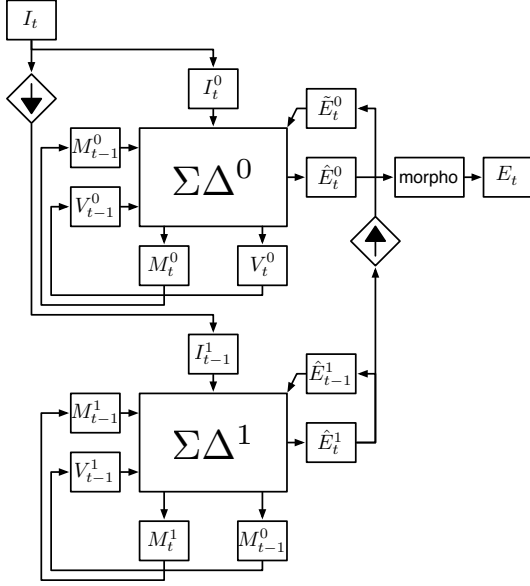 I_t
I_t^0
M_{t-1}^0
Ẽ_t^0
ΣΔ^0
Ê_t^0
morpho
E_t
V_{t-1}^0
M_t^0
V_t^0
I_{t-1}^1
M_{t-1}^1
Ê_{t-1}^1
ΣΔ^1
Ê_t^1
V_{t-1}^1
M_t^1
M_{t-1}^0